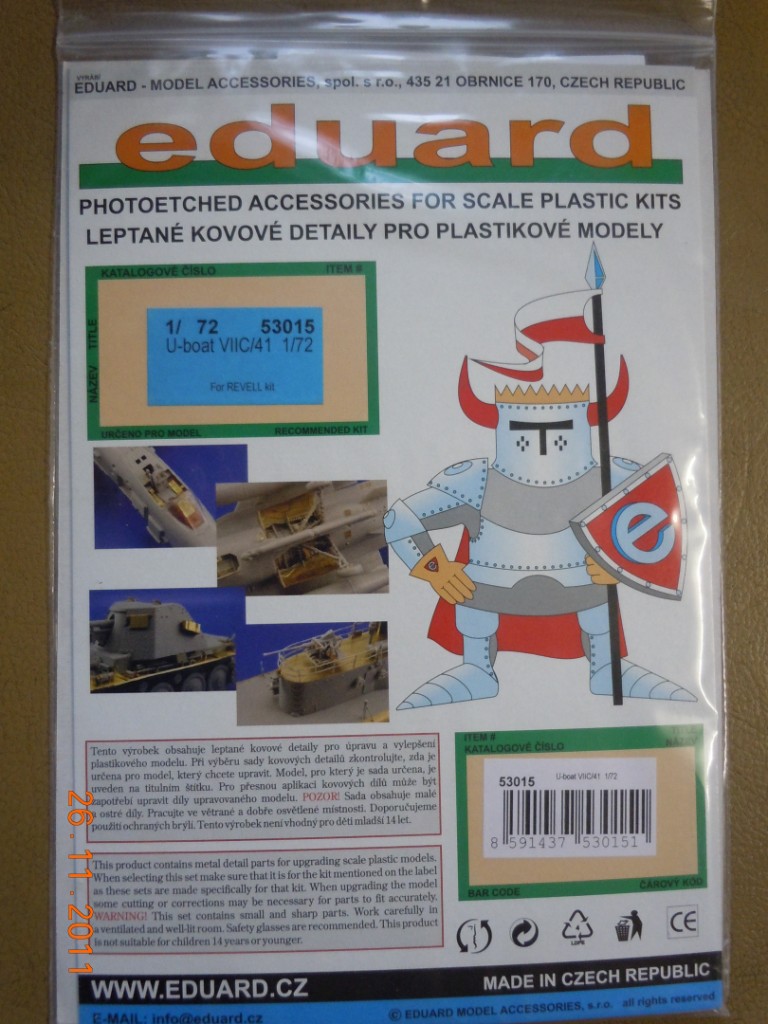 VYRÁBÍ
EDUARD - MODEL ACCESSORIES, spol. s r.o., 435 21 OBRNICE 170, CZECH REPUBLIC
eduard
PHOTOETCHED ACCESSORIES FOR SCALE PLASTIC KITS
LEPTANÉ KOVOVÉ DETAILY PRO PLASTIKOVÉ MODELY
KATALOGOVÉ ČÍSLO ITEM #
NÁZEV TITLE
1/ 72 53015
U-boat VIIC/41 1/72
For REVELL kit
URČENO PRO MODEL RECOMMENDED KIT
e
Tento výrobek obsahuje leptané kovové detaily pro úpravu a vylepšení
plastikového modelu. Při výběru sady kovových detailů zkontrolujte, zda je
určena pro model, který chcete upravit. Model, pro který je sada určena, je
uveden na titulním štítku. Pro přesnou aplikaci kovových dílů může být
zapotřebí upravit díly upravovaného modelu. POZOR! Sada obsahuje malé
a ostré díly. Pracujte ve větrané a dobře osvětlené místnosti. Doporučujeme
použití ochraných brýlí. Tento výrobek není vhodný pro děti mladší 14 let.
This product contains metal detail parts for upgrading scale plastic models.
When selecting this set make sure that it is for the kit mentioned on the label
as these sets are made specifically for that kit. When upgrading the model
some cutting or corrections may be necessary for parts to fit accurately.
WARNING! This set contains small and sharp parts. Work carefully in
a ventilated and well-lit room. Safety glasses are recommended. This product
is not suitable for children 14 years or younger.
ITEM # TITLE
KATALOGOVÉ ČÍSLO NÁZEV
53015 U-boat VIIC/41 1/72
8 591437 530151
BAR CODE ČÁROVÝ KÓD
LDPE
CE
WWW.EDUARD.CZ MADE IN CZECH REPUBLIC
E-MAIL: info@eduard.cz © EDUARD MODEL ACCESSORIES, s.r.o. all rights reserved
26.11.2011